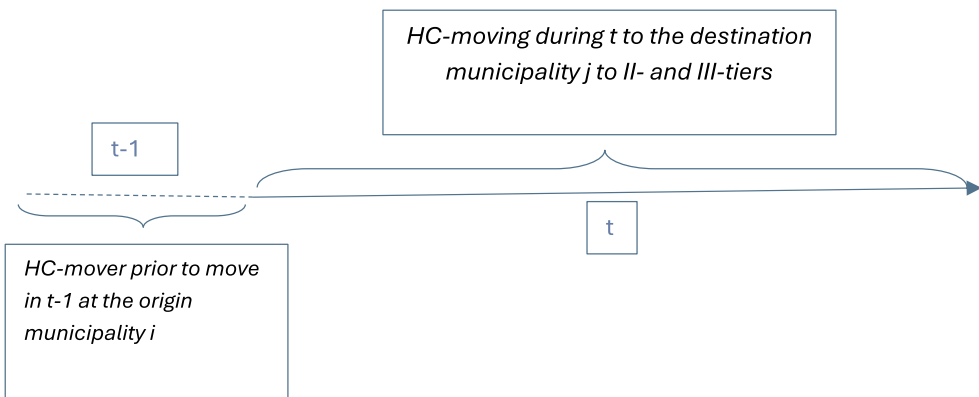 HC-moving during t to the destination
municipality j to II- and III-tiers
t-1
t
HC-mover prior to move
in t-1 at the origin
municipality i